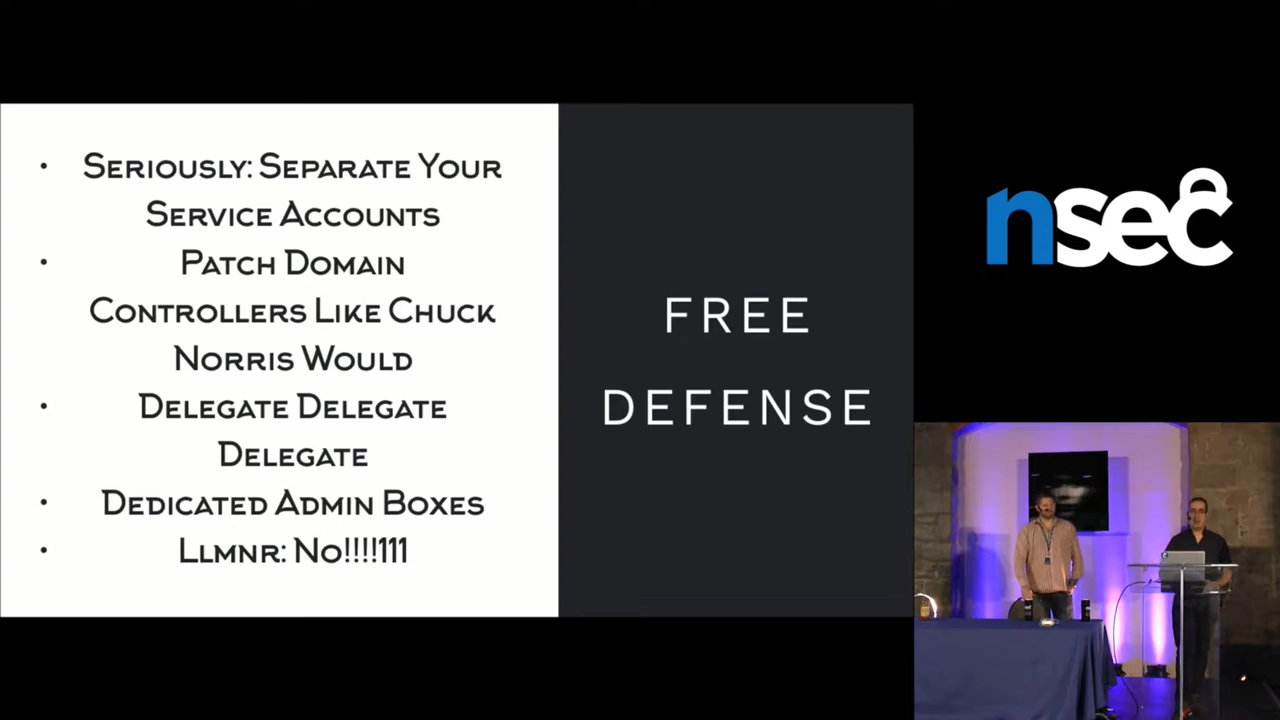 • Seriously: Separate Your
Service Accounts
• Patch Domain
Controllers Like Chuck
Norris Would
• Delegate Delegate
Delegate
• Dedicated Admin Boxes
• Llmnr: No!!!!111
FREE
DEFENSE
nsec